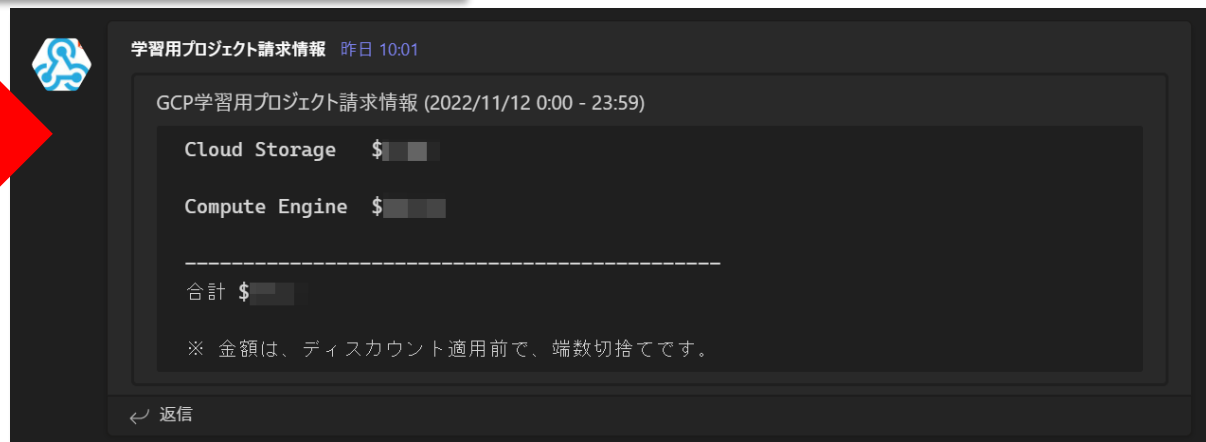 学習用プロジェクト請求情報 昨日 10:01
GCP学習用プロジェクト請求情報 (2022/11/12 0:00 - 23:59)
Cloud Storage $
Compute Engine $
----------------------------------------------
合計 $
※ 金額は、ディスカウント適用前で、端数切捨てです。
返信